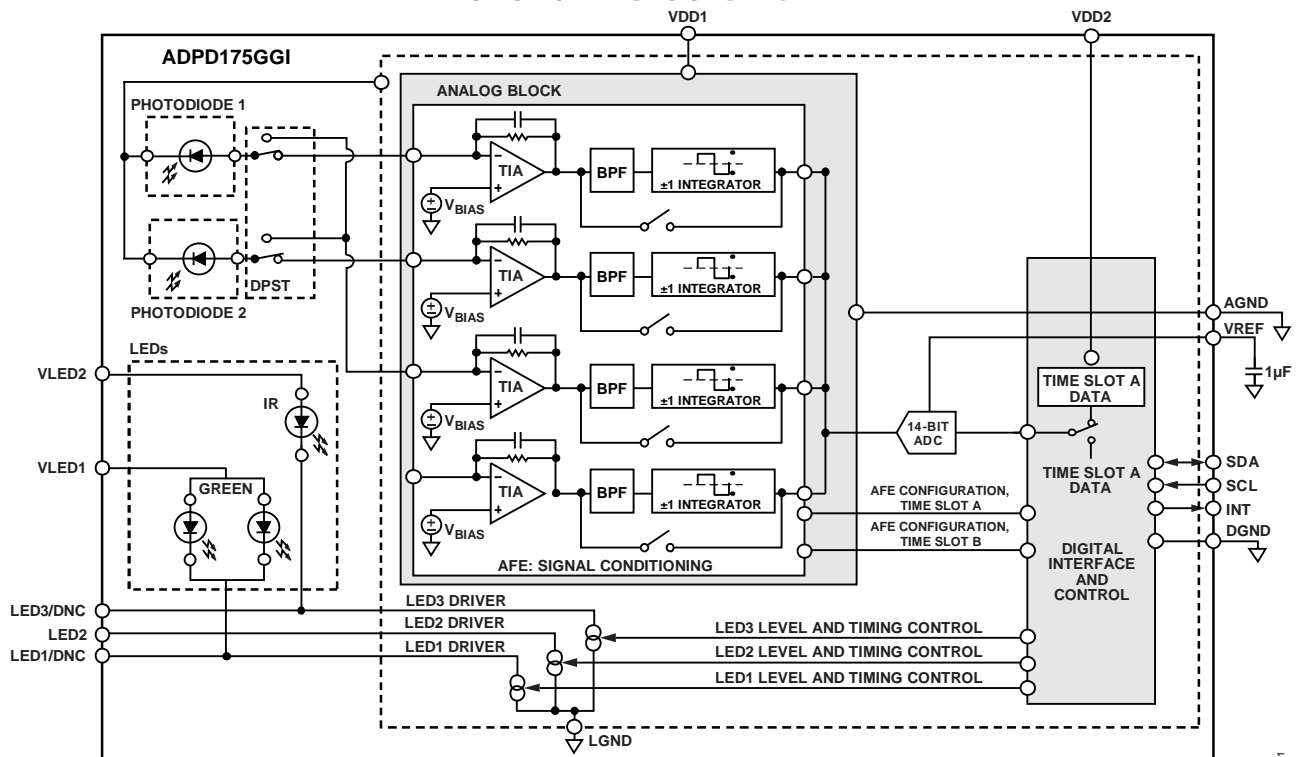 VDD1
VDD2
ADPD175GGI
ANALOG BLOCK
PHOTODIODE 1
TIA
BPF
±1 INTEGRATOR
VBIAS
TIA
BPF
±1 INTEGRATOR
VBIAS
DPST
PHOTODIODE 2
AGND
VREF
1µF
LEDs
VLED2
IR
TIA
BPF
±1 INTEGRATOR
VBIAS
TIME SLOT A
DATA
14-BIT
ADC
VLED1
GREEN
TIA
BPF
±1 INTEGRATOR
VBIAS
TIME SLOT A
DATA
SDA
SCL
INT
DGND
AFE CONFIGURATION,
TIME SLOT A
AFE CONFIGURATION,
TIME SLOT B
DIGITAL
INTERFACE
AND
CONTROL
AFE: SIGNAL CONDITIONING
LED3/DNC
LED2
LED1/DNC
LED3 DRIVER
LED2 DRIVER
LED1 DRIVER
LED3 LEVEL AND TIMING CONTROL
LED2 LEVEL AND TIMING CONTROL
LED1 LEVEL AND TIMING CONTROL
LGND